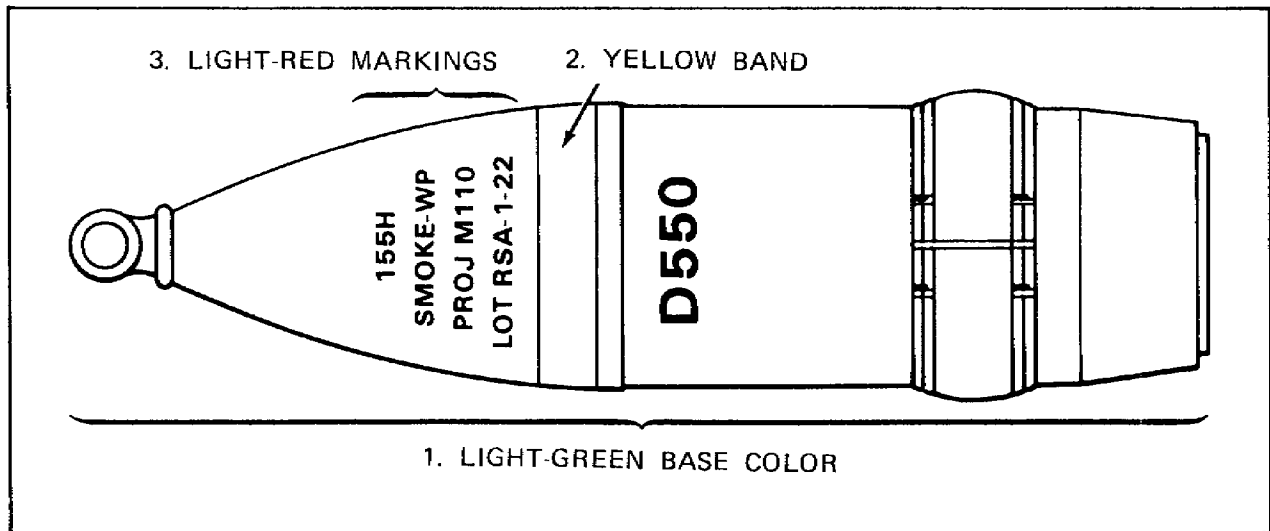 3. LIGHT-RED MARKINGS
2. YELLOW BAND
155H
SMOKE-WP
PROJ M110
LOT RSA-1-22
D550
1. LIGHT-GREEN BASE COLOR